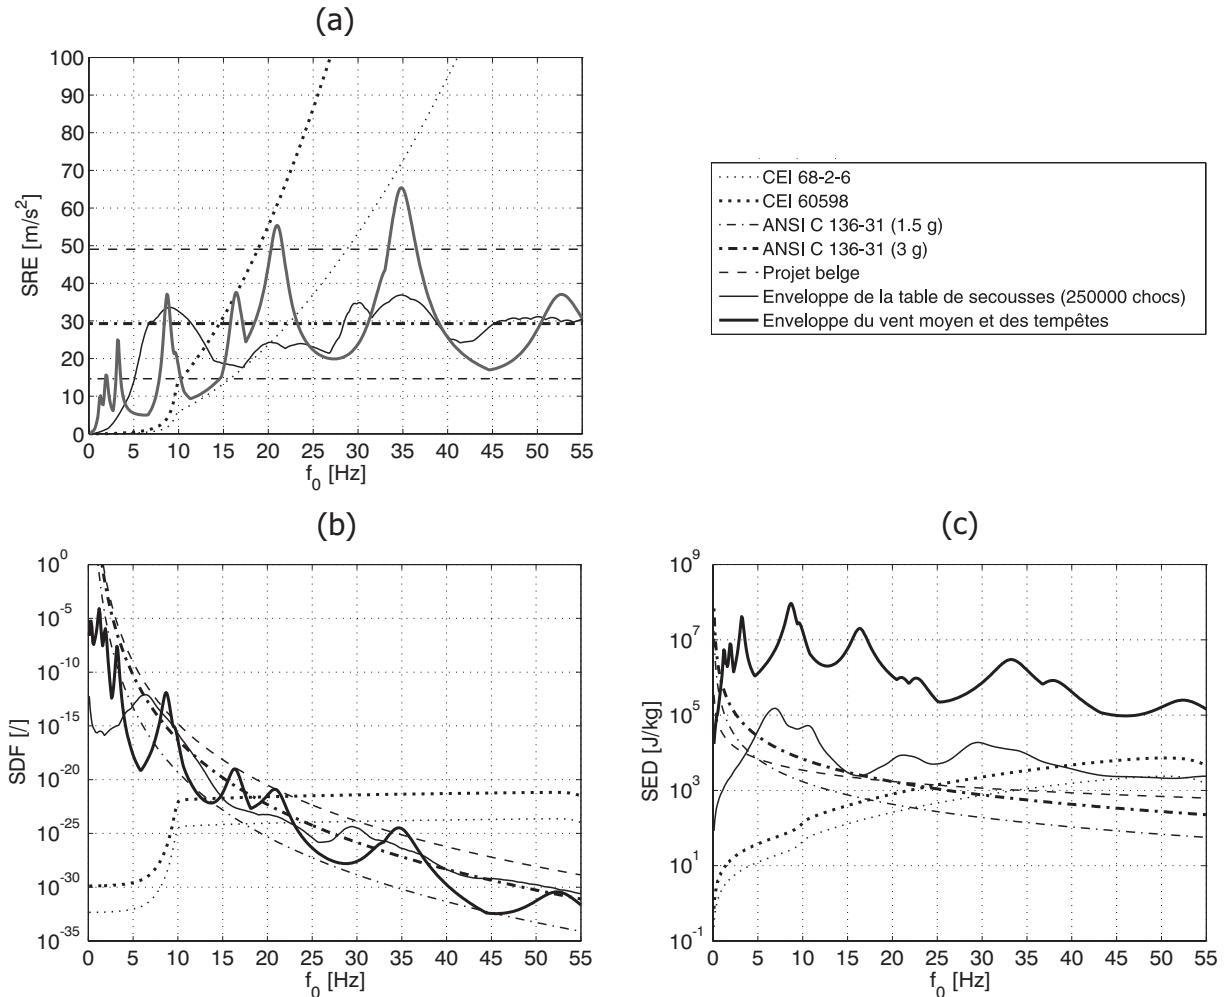 (a)
100
90
80
70
60
50
40
30
20
10
0
SRE [m/s²]
0 5 10 15 20 25 30 35 40 45 50 55
f₀ [Hz]
CEI 68-2-6
CEI 60598
ANSI C 136-31 (1.5 g)
ANSI C 136-31 (3 g)
Projet belge
Enveloppe de la table de secousses (250000 chocs)
Enveloppe du vent moyen et des tempêtes
(b)
10⁰
10⁻⁵
10⁻¹⁰
10⁻¹⁵
10⁻²⁰
10⁻²⁵
10⁻³⁰
10⁻³⁵
SDF [/]
0 5 10 15 20 25 30 35 40 45 50 55
f₀ [Hz]
(c)
10⁹
10⁷
10⁵
10³
10¹
10⁻¹
SED [J/kg]
0 5 10 15 20 25 30 35 40 45 50 55
f₀ [Hz]